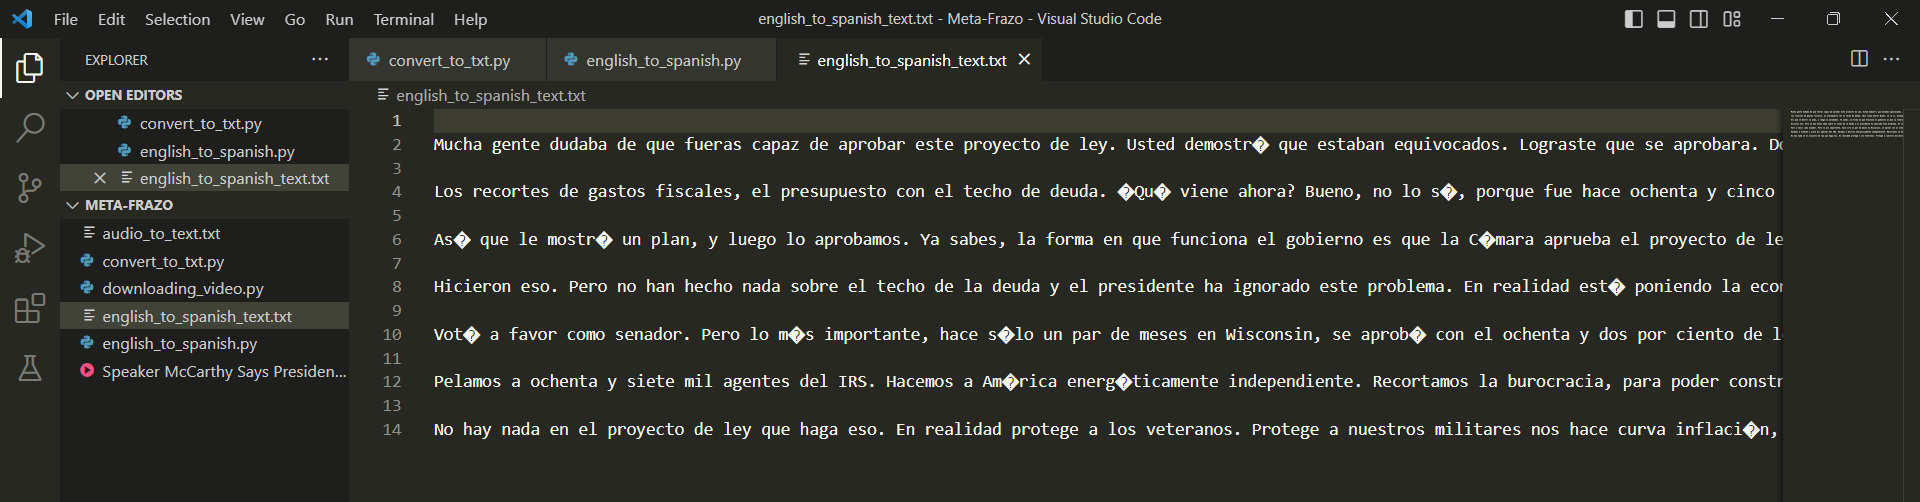 File Edit Selection View Go Run Terminal Help
english_to_spanish_text.txt - Meta-Frazo - Visual Studio Code
EXPLORER
OPEN EDITORS
convert_to_txt.py
english_to_spanish.py
english_to_spanish_text.txt
META-FRAZO
audio_to_text.txt
convert_to_txt.py
downloading_video.py
english_to_spanish_text.txt
english_to_spanish.py
Speaker McCarthy Says Presiden...
convert_to_txt.py
english_to_spanish.py
english_to_spanish_text.txt
english_to_spanish_text.txt
1
2 Mucha gente dudaba de que fueras capaz de aprobar este proyecto de ley. Usted demostr� que estaban equivocados. Lograste que se aprobara. Do
3
4 Los recortes de gastos fiscales, el presupuesto con el techo de deuda. �Qu� viene ahora? Bueno, no lo s�, porque fue hace ochenta y cinco
5
6 As� que le mostr� un plan, y luego lo aprobamos. Ya sabes, la forma en que funciona el gobierno es que la C�mara aprueba el proyecto de le
7
8 Hicieron eso. Pero no han hecho nada sobre el techo de la deuda y el presidente ha ignorado este problema. En realidad est� poniendo la econ
9
10 Vot� a favor como senador. Pero lo m�s importante, hace s�lo un par de meses en Wisconsin, se aprob� con el ochenta y dos por ciento de l
11
12 Pelamos a ochenta y siete mil agentes del IRS. Hacemos a Am�rica energ�ticamente independiente. Recortamos la burocracia, para poder constr
13
14 No hay nada en el proyecto de ley que haga eso. En realidad protege a los veteranos. Protege a nuestros militares nos hace curva inflaci�n,